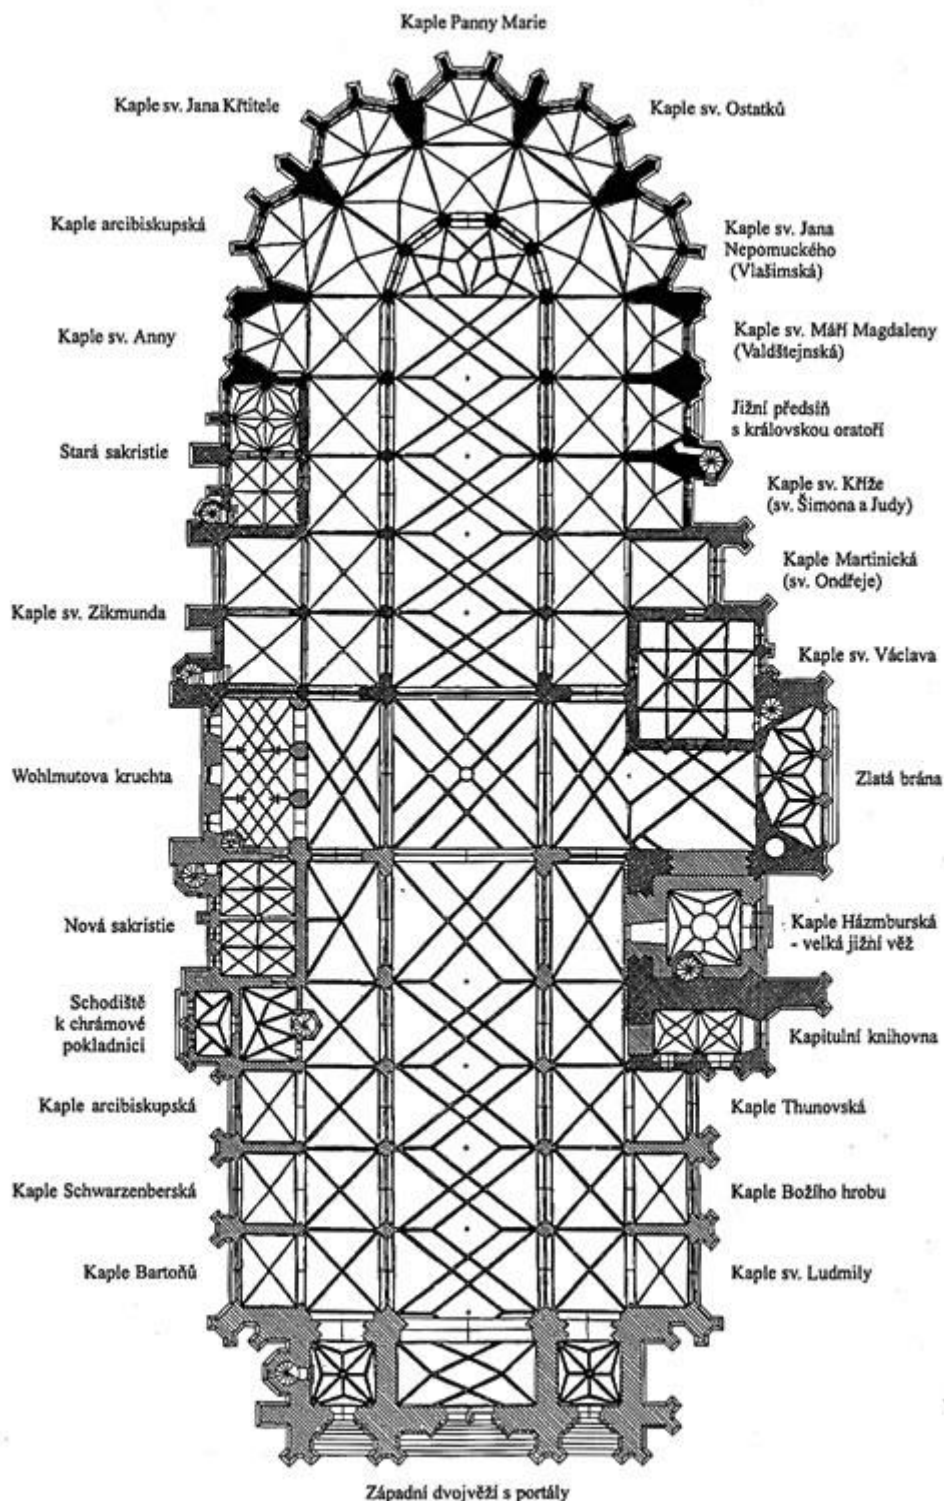 Kaple Panny Marie
Kaple sv. Jana Křtitele
Kaple sv. Ostatků
Kaple arcibiskupská
Kaple sv. Jana
Nepomuckého
(Vlašimská)
Kaple sv. Anny
Kaple sv. Máří Magdaleny
(Valdštejnská)
Jižní předsíň
s královskou oratoří
Stará sakristie
Kaple sv. Kříže
(sv. Šimona a Judy)
Kaple Martinická
(sv. Ondřeje)
Kaple sv. Zikmunda
Kaple sv. Václava
Wohlmutova kruchta
Zlatá brána
Nová sakristie
Kaple Házmburská
- velká jižní věž
Schodiště
k chrámové
pokladnici
Kapitulní knihovna
Kaple arcibiskupská
Kaple Thunovská
Kaple Schwarzenberská
Kaple Božího hrobu
Kaple Bartoňů
Kaple sv. Ludmily
Západní dvojvěží s portály